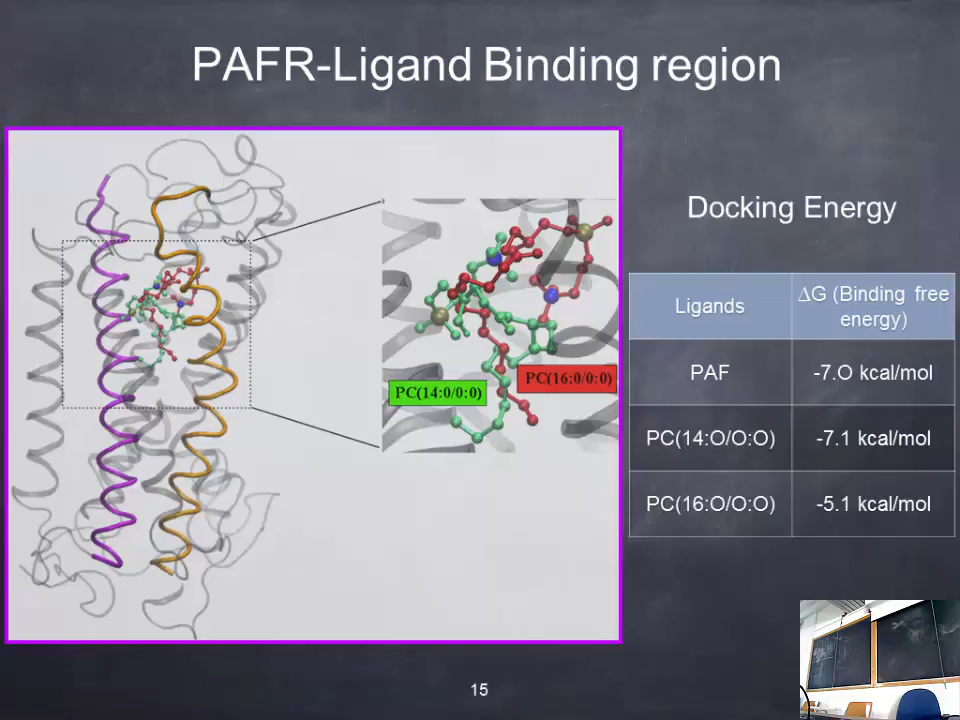 PAFR-Ligand Binding region
PC(14:0/0:0)
PC(16:0/0:0)
Docking Energy
Ligands
∆G (Binding free
energy)
PAF
-7.O kcal/mol
PC(14:O/O:O)
-7.1 kcal/mol
PC(16:O/O:O)
-5.1 kcal/mol
15